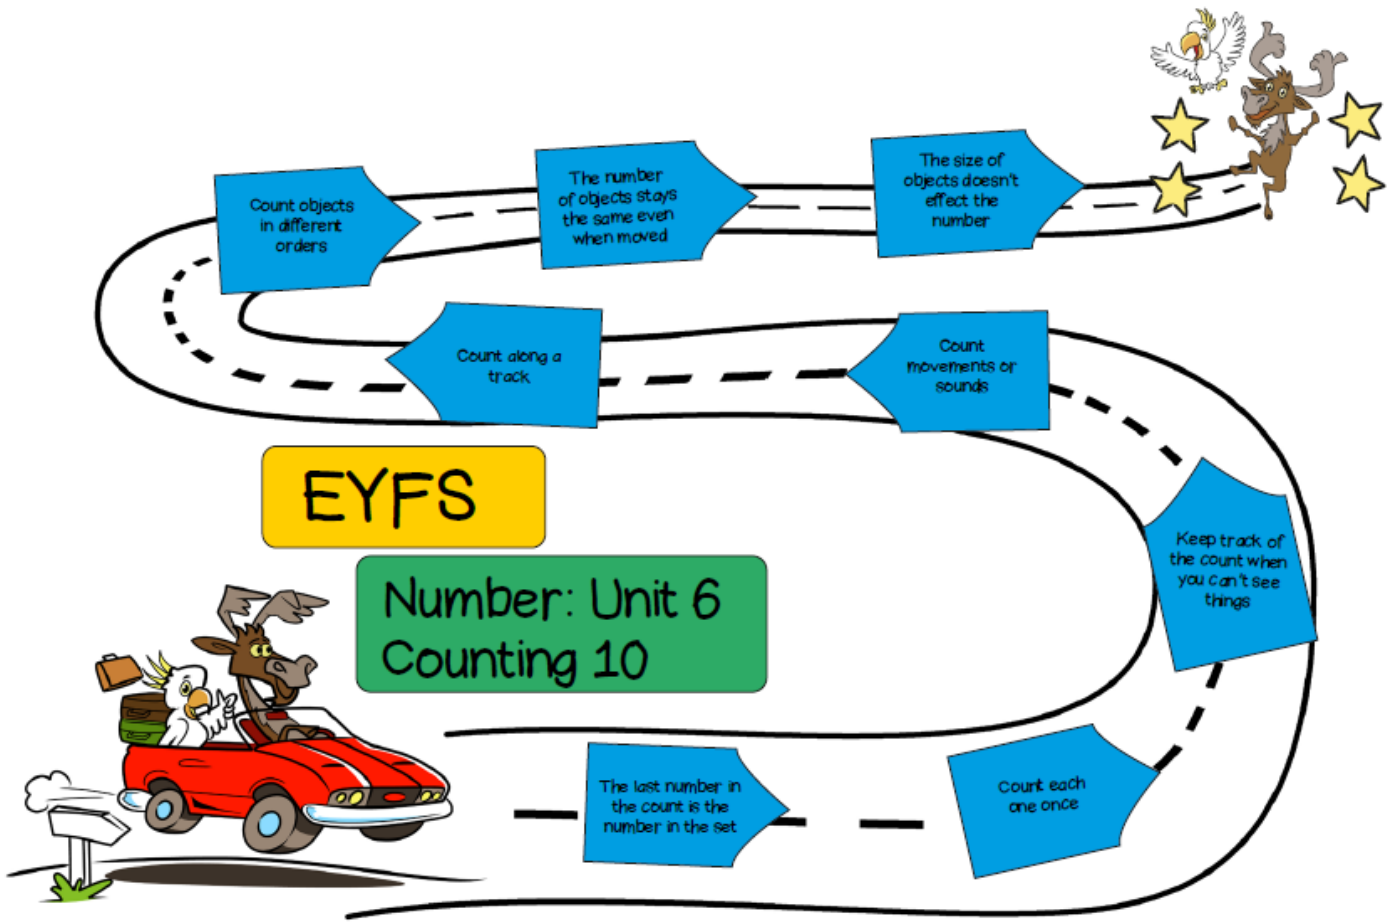 The size of
objects doesn't
effect the
number
The number
of objects stays
the same even
when moved
Count objects
in different
orders
Count along a
track
Count
movements or
sounds
EYFS
Keep track of
the count when
you can't see
things
Number: Unit 6
Counting 10
The last number in
the count is the
number in the set
Count each
one once